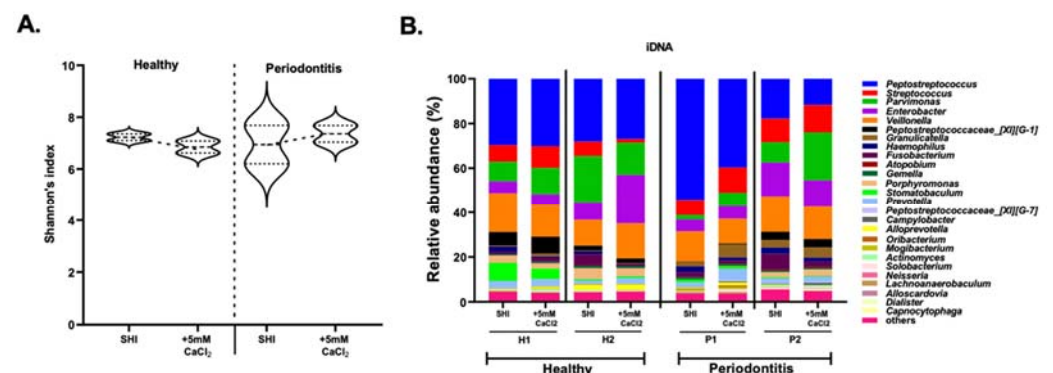 A.
Healthy
Periodontitis
Shannon's index
10
8
6
4
2
0
SHI
+5mM
CaCl₂
SHI
+5mM
CaCl₂
B.
iDNA
Relative abundance (%)
100
80
60
40
20
0
SHI
+5mM
CaCl2
SHI
+5mM
CaCl2
SHI
+5mM
CaCl2
SHI
+5mM
CaCl2
H1
H2
P1
P2
Healthy
Periodontitis
Peptostreptococcus
Streptococcus
Parvimonas
Enterobacter
Veillonella
Peptostreptococcaceae_[XI][G-1]
Granulicatella
Haemophilus
Fusobacterium
Atopobium
Gemella
Porphyromonas
Stomatobaculum
Prevotella
Peptostreptococcaceae_[XI][G-7]
Campylobacter
Alloprevotella
Oribacterium
Mogibacterium
Actinomyces
Solobacterium
Neisseria
Lachnoanaerobaculum
Alloscardovia
Dialister
Capnocytophaga
others